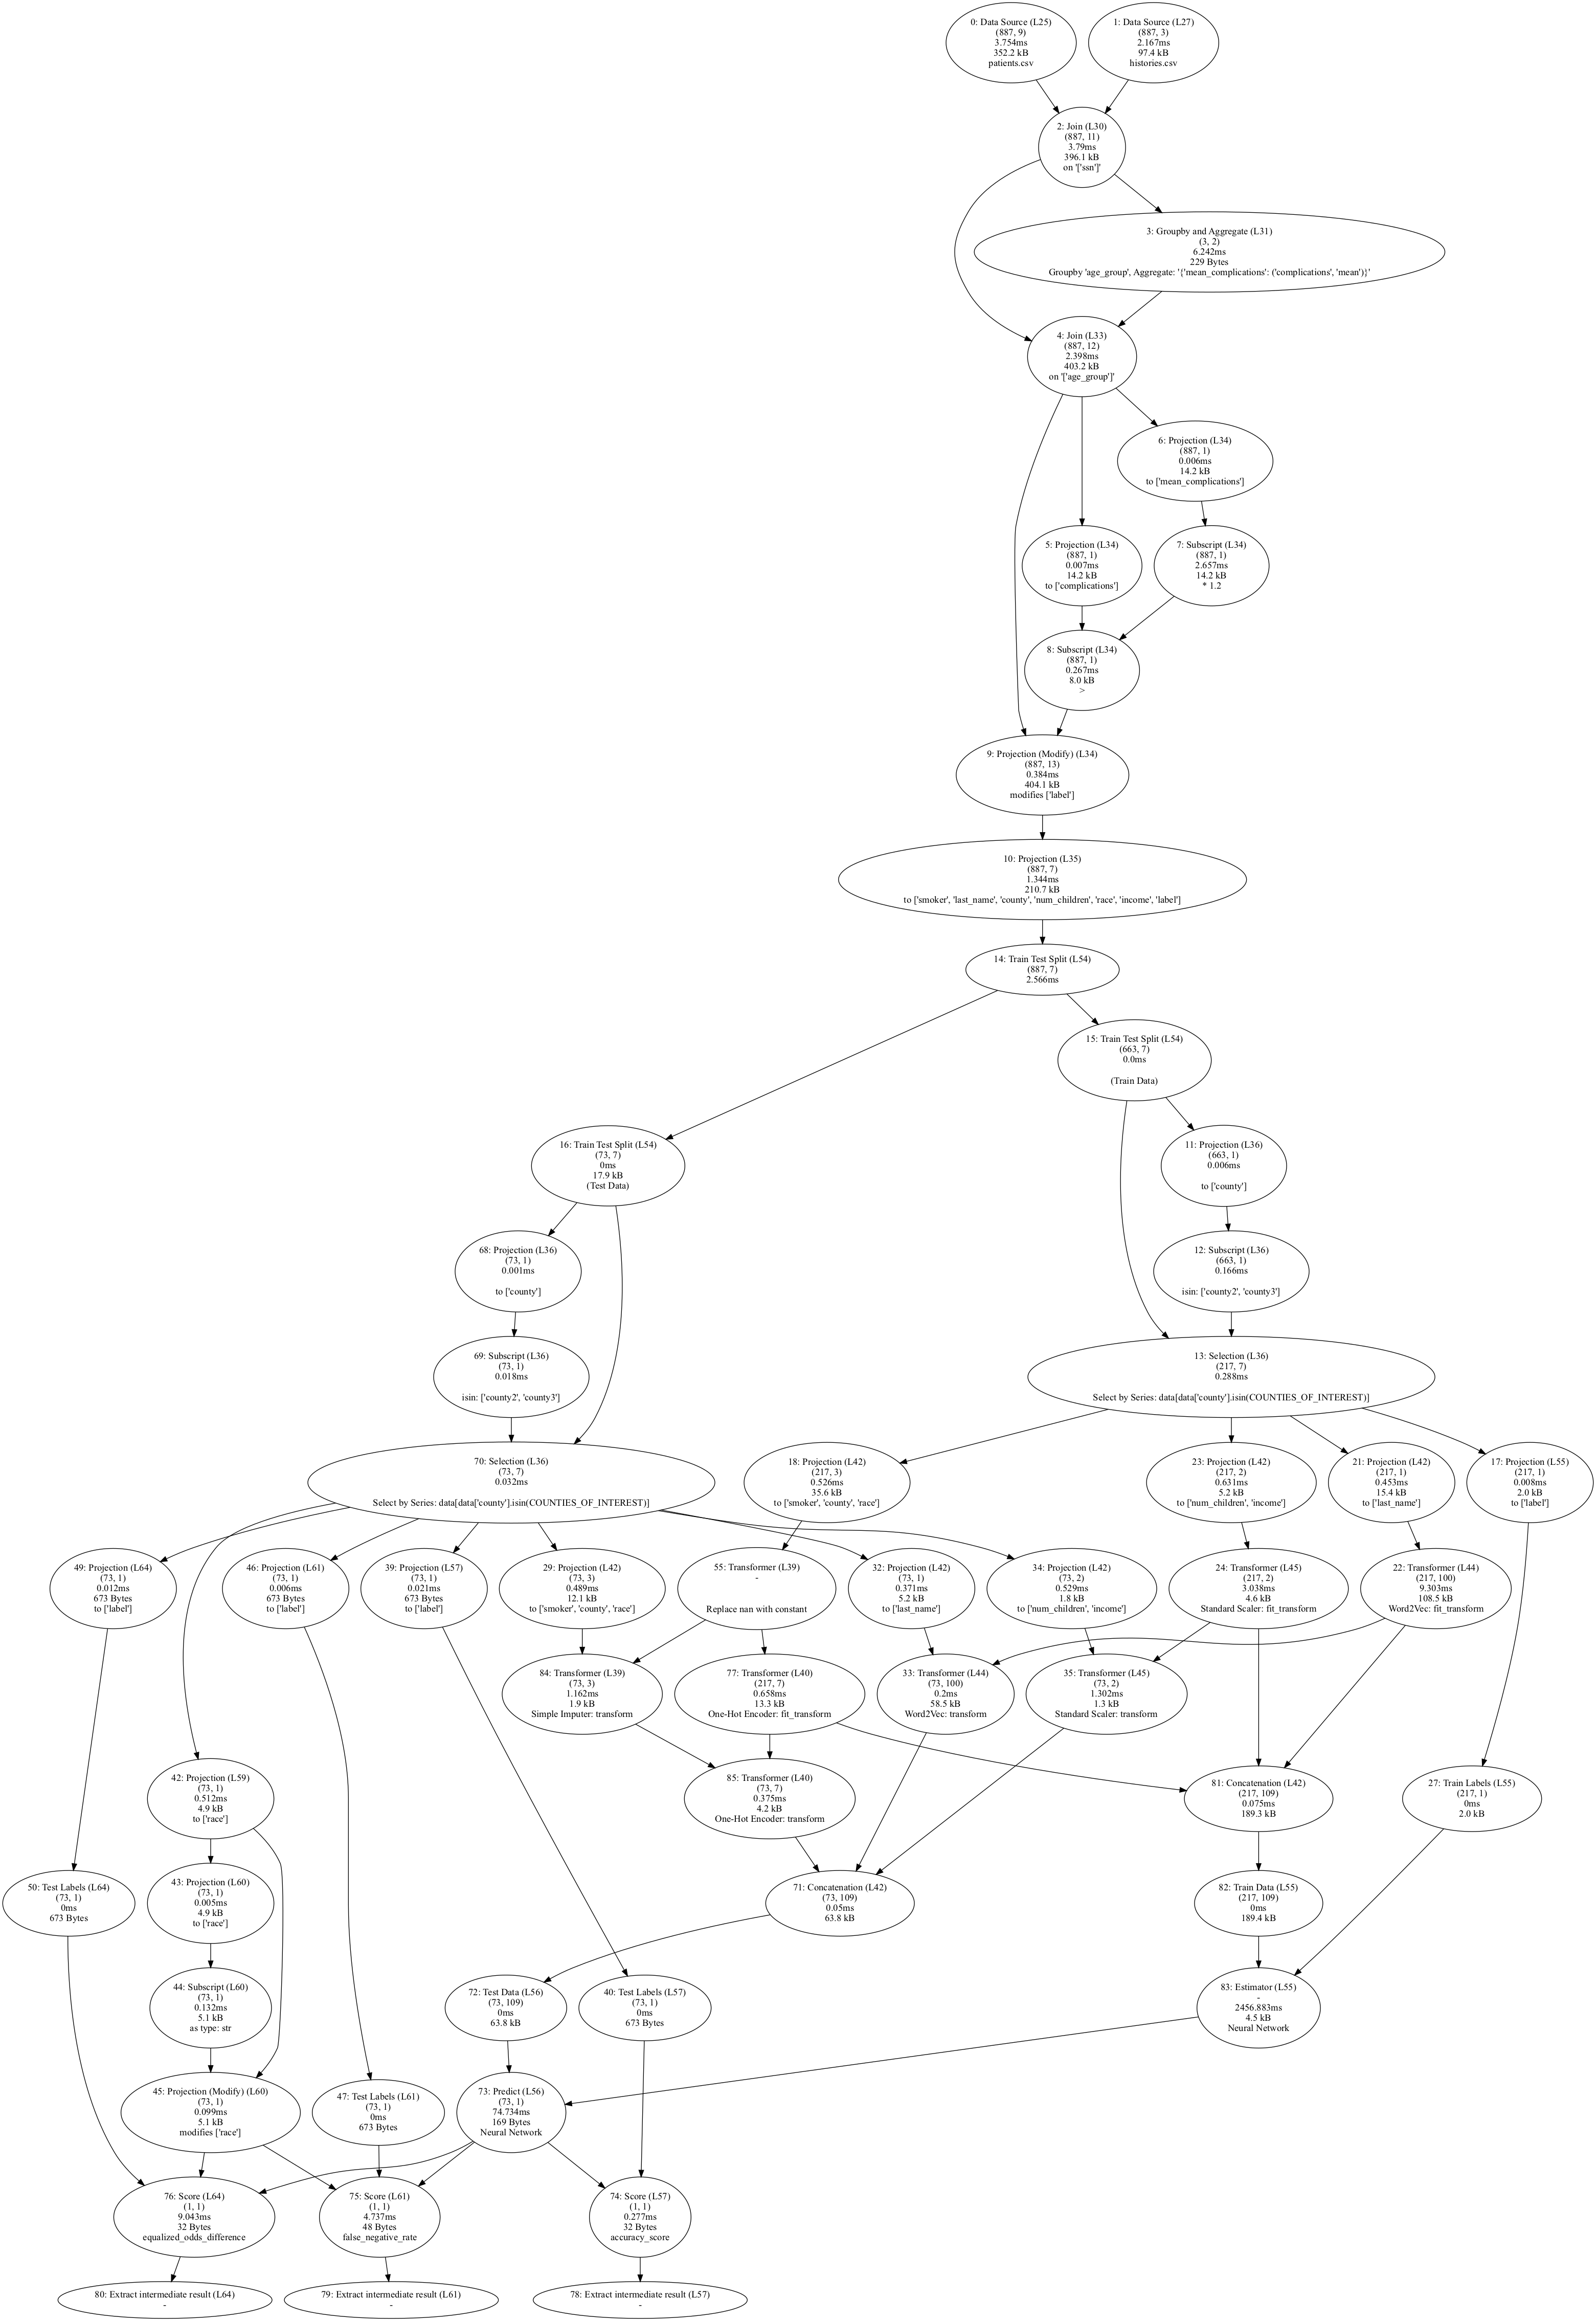 0: Data Source (L25)
(887, 9)
3.754ms
352.2 kB
patients.csv
1: Data Source (L27)
(887, 3)
2.167ms
97.4 kB
histories.csv
2: Join (L30)
(887, 11)
3.79ms
396.1 kB
on '['ssn']'
3: Groupby and Aggregate (L31)
(3, 2)
6.242ms
229 Bytes
Groupby 'age_group', Aggregate: '{'mean_complications': ('complications', 'mean')}'
4: Join (L33)
(887, 12)
2.398ms
403.2 kB
on '['age_group']'
6: Projection (L34)
(887, 1)
0.006ms
14.2 kB
to ['mean_complications']
5: Projection (L34)
(887, 1)
0.007ms
14.2 kB
to ['complications']
7: Subscript (L34)
(887, 1)
2.657ms
14.2 kB
* 1.2
8: Subscript (L34)
(887, 1)
0.267ms
8.0 kB
>
9: Projection (Modify) (L34)
(887, 13)
0.384ms
404.1 kB
modifies ['label']
10: Projection (L35)
(887, 7)
1.344ms
210.7 kB
to ['smoker', 'last_name', 'county', 'num_children', 'race', 'income', 'label']
14: Train Test Split (L54)
(887, 7)
2.566ms
15: Train Test Split (L54)
(663, 7)
0.0ms
(Train Data)
16: Train Test Split (L54)
(73, 7)
0ms
17.9 kB
(Test Data)
11: Projection (L36)
(663, 1)
0.006ms
to ['county']
68: Projection (L36)
(73, 1)
0.001ms
to ['county']
12: Subscript (L36)
(663, 1)
0.166ms
isin: ['county2', 'county3']
69: Subscript (L36)
(73, 1)
0.018ms
isin: ['county2', 'county3']
13: Selection (L36)
(217, 7)
0.288ms
Select by Series: data[data['county'].isin(COUNTIES_OF_INTEREST)]
70: Selection (L36)
(73, 7)
0.032ms
Select by Series: data[data['county'].isin(COUNTIES_OF_INTEREST)]
18: Projection (L42)
(217, 3)
0.526ms
35.6 kB
to ['smoker', 'county', 'race']
23: Projection (L42)
(217, 2)
0.631ms
5.2 kB
to ['num_children', 'income']
21: Projection (L42)
(217, 1)
0.453ms
15.4 kB
to ['last_name']
17: Projection (L55)
(217, 1)
0.008ms
2.0 kB
to ['label']
49: Projection (L64)
(73, 1)
0.012ms
673 Bytes
to ['label']
46: Projection (L61)
(73, 1)
0.006ms
673 Bytes
to ['label']
39: Projection (L57)
(73, 1)
0.021ms
673 Bytes
to ['label']
29: Projection (L42)
(73, 3)
0.489ms
12.1 kB
to ['smoker', 'county', 'race']
55: Transformer (L39)
-
Replace nan with constant
32: Projection (L42)
(73, 1)
0.371ms
5.2 kB
to ['last_name']
34: Projection (L42)
(73, 2)
0.529ms
1.8 kB
to ['num_children', 'income']
24: Transformer (L45)
(217, 2)
3.038ms
4.6 kB
Standard Scaler: fit_transform
22: Transformer (L44)
(217, 100)
9.303ms
108.5 kB
Word2Vec: fit_transform
84: Transformer (L39)
(73, 3)
1.162ms
1.9 kB
Simple Imputer: transform
77: Transformer (L40)
(217, 7)
0.658ms
13.3 kB
One-Hot Encoder: fit_transform
33: Transformer (L44)
(73, 100)
0.2ms
58.5 kB
Word2Vec: transform
35: Transformer (L45)
(73, 2)
1.302ms
1.3 kB
Standard Scaler: transform
42: Projection (L59)
(73, 1)
0.512ms
4.9 kB
to ['race']
85: Transformer (L40)
(73, 7)
0.375ms
4.2 kB
One-Hot Encoder: transform
81: Concatenation (L42)
(217, 109)
0.075ms
189.3 kB
27: Train Labels (L55)
(217, 1)
0ms
2.0 kB
50: Test Labels (L64)
(73, 1)
0ms
673 Bytes
43: Projection (L60)
(73, 1)
0.005ms
4.9 kB
to ['race']
71: Concatenation (L42)
(73, 109)
0.05ms
63.8 kB
82: Train Data (L55)
(217, 109)
0ms
189.4 kB
44: Subscript (L60)
(73, 1)
0.132ms
5.1 kB
as type: str
72: Test Data (L56)
(73, 109)
0ms
63.8 kB
40: Test Labels (L57)
(73, 1)
0ms
673 Bytes
83: Estimator (L55)
-
2456.883ms
4.5 kB
Neural Network
45: Projection (Modify) (L60)
(73, 1)
0.099ms
5.1 kB
modifies ['race']
47: Test Labels (L61)
(73, 1)
0ms
673 Bytes
73: Predict (L56)
(73, 1)
74.734ms
169 Bytes
Neural Network
76: Score (L64)
(1, 1)
9.043ms
32 Bytes
equalized_odds_difference
75: Score (L61)
(1, 1)
4.737ms
48 Bytes
false_negative_rate
74: Score (L57)
(1, 1)
0.277ms
32 Bytes
accuracy_score
80: Extract intermediate result (L64)
-
79: Extract intermediate result (L61)
-
78: Extract intermediate result (L57)
-